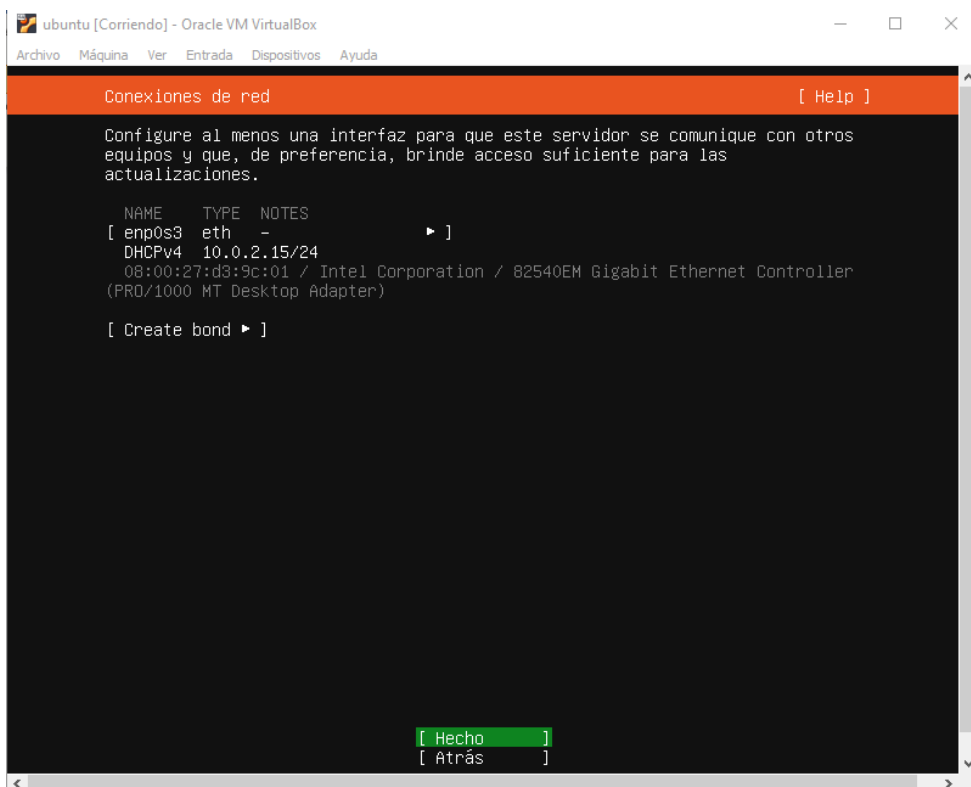 ubuntu [Corriendo] - Oracle VM VirtualBox
Archivo Máquina Ver Entrada Dispositivos Ayuda
Conexiones de red [ Help ]
Configure al menos una interfaz para que este servidor se comunique con otros
equipos y que, de preferencia, brinde acceso suficiente para las
actualizaciones.
NAME TYPE NOTES
[ enp0s3 eth - ▸ ]
DHCPv4 10.0.2.15/24
08:00:27:d3:9c:01 / Intel Corporation / 82540EM Gigabit Ethernet Controller
(PRO/1000 MT Desktop Adapter)
[ Create bond ▸ ]
[ Hecho ]
[ Atrás ]